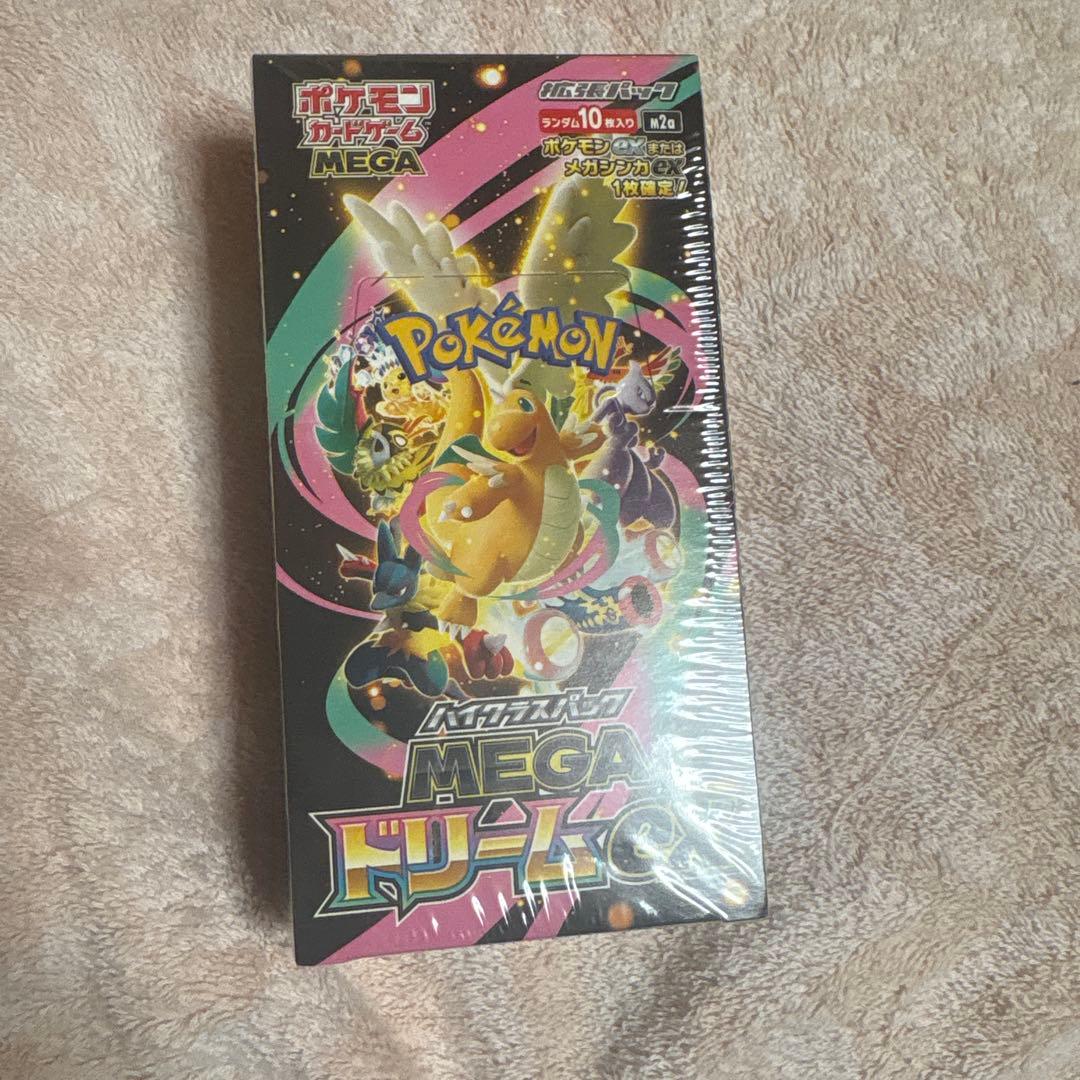 ポケモン
カードゲーム
MEGA
拡張パック
ランダム10枚入り M2a
ポケモンexまたは
メガシンカex
1枚確定!
POKéMON
ハイクラスパック
MEGA
ドリームex